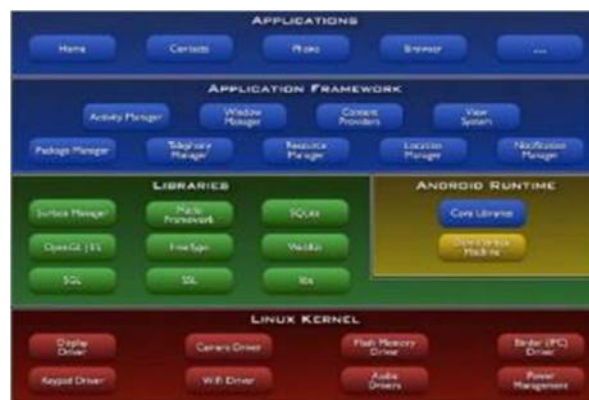 APPLICATIONS
Home Contacts Phone Browser ...
APPLICATION FRAMEWORK
Activity Manager Window Manager Content Providers View System
Package Manager Telephony Manager Resource Manager Location Manager Notification Manager
LIBRARIES
Surface Manager Media Framework SQLite
OpenGL | ES FreeType WebKit
SGL SSL libc
ANDROID RUNTIME
Core Libraries
Dalvik Virtual Machine
LINUX KERNEL
Display Driver Camera Driver Flash Memory Driver Binder (IPC) Driver
Keypad Driver WiFi Driver Audio Drivers Power Management